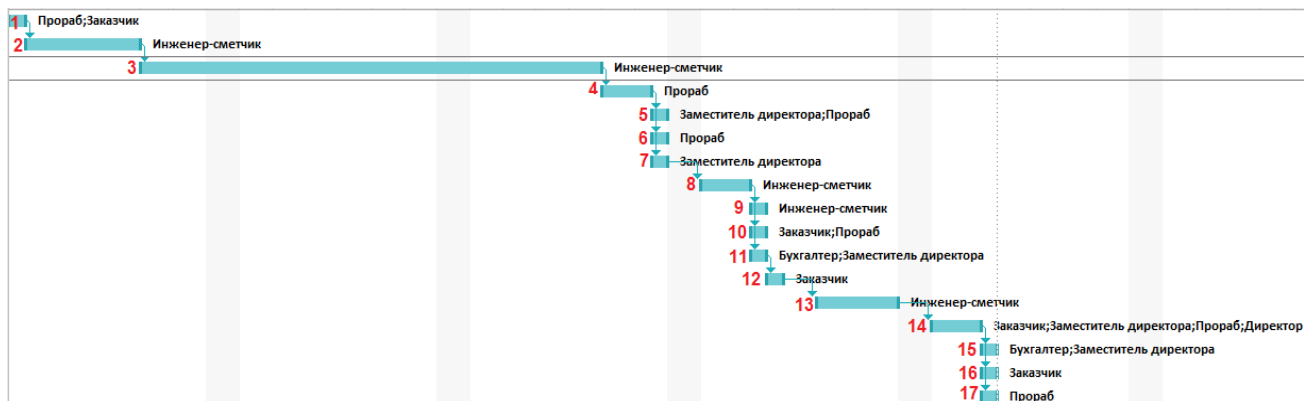 1 Прораб;Заказчик
2 Инженер-сметчик
3 Инженер-сметчик
4 Прораб
5 Заместитель директора;Прораб
6 Прораб
7 Заместитель директора
8 Инженер-сметчик
9 Инженер-сметчик
10 Заказчик;Прораб
11 Бухгалтер;Заместитель директора
12 Заказчик
13 Инженер-сметчик
14 Заказчик;Заместитель директора;Прораб;Директор
15 Бухгалтер;Заместитель директора
16 Заказчик
17 Прораб